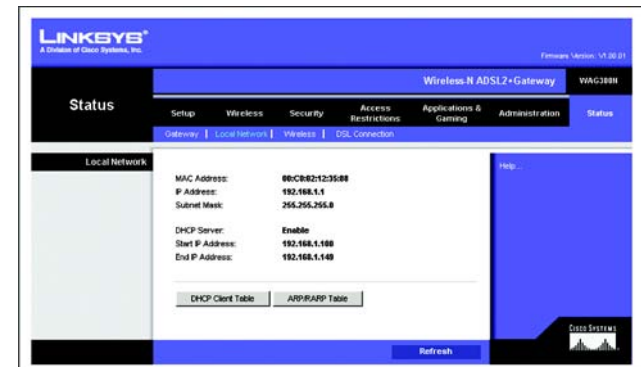 LINKSYS®
A Division of Cisco Systems, Inc.
Firmware Version: V1.00.01
Wireless-N ADSL2+Gateway WAG300N
Status
Setup Wireless Security Access Restrictions Applications & Gaming Administration Status
Gateway | Local Network | Wireless | DSL Connection
Local Network
Help...
MAC Address: 00:C0:02:12:35:88
IP Address: 192.168.1.1
Subnet Mask: 255.255.255.0
DHCP Server: Enable
Start IP Address: 192.168.1.100
End IP Address: 192.168.1.149
DHCP Client Table ARP/RARP Table
Refresh
CISCO SYSTEMS